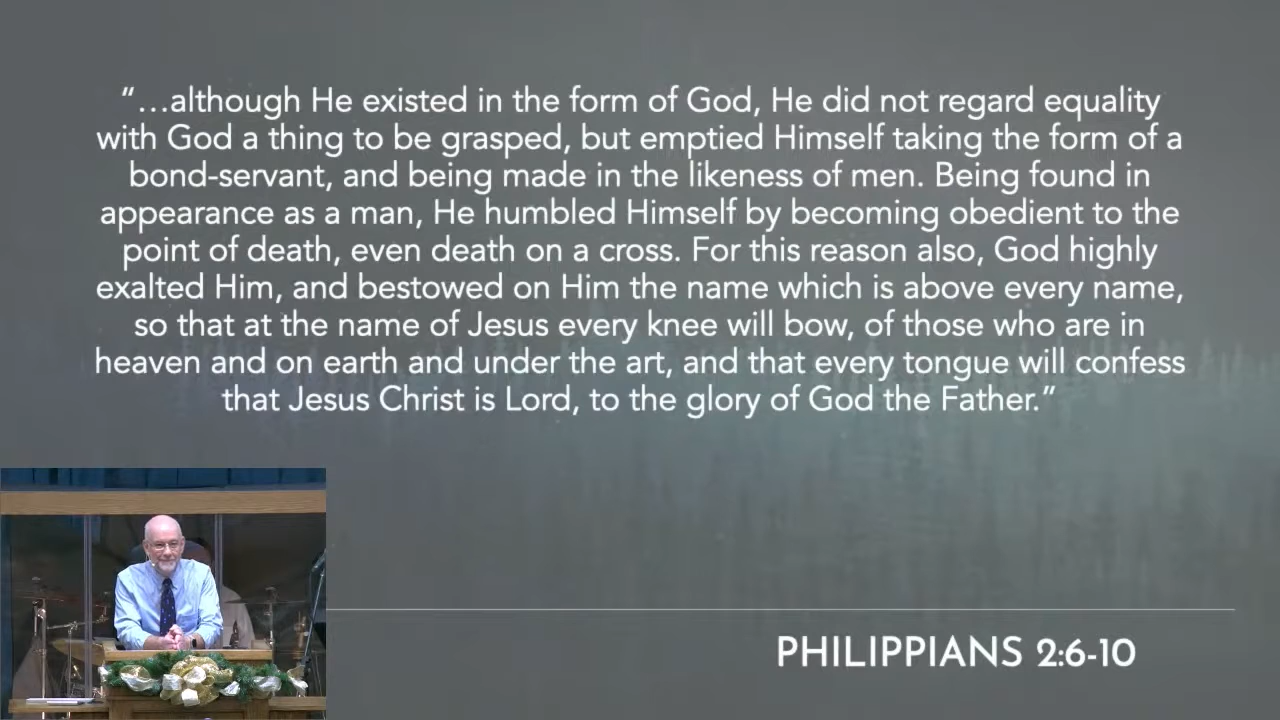 “…although He existed in the form of God, He did not regard equality
with God a thing to be grasped, but emptied Himself taking the form of a
bond-servant, and being made in the likeness of men. Being found in
appearance as a man, He humbled Himself by becoming obedient to the
point of death, even death on a cross. For this reason also, God highly
exalted Him, and bestowed on Him the name which is above every name,
so that at the name of Jesus every knee will bow, of those who are in
heaven and on earth and under the art, and that every tongue will confess
that Jesus Christ is Lord, to the glory of God the Father.”
PHILIPPIANS 2:6-10